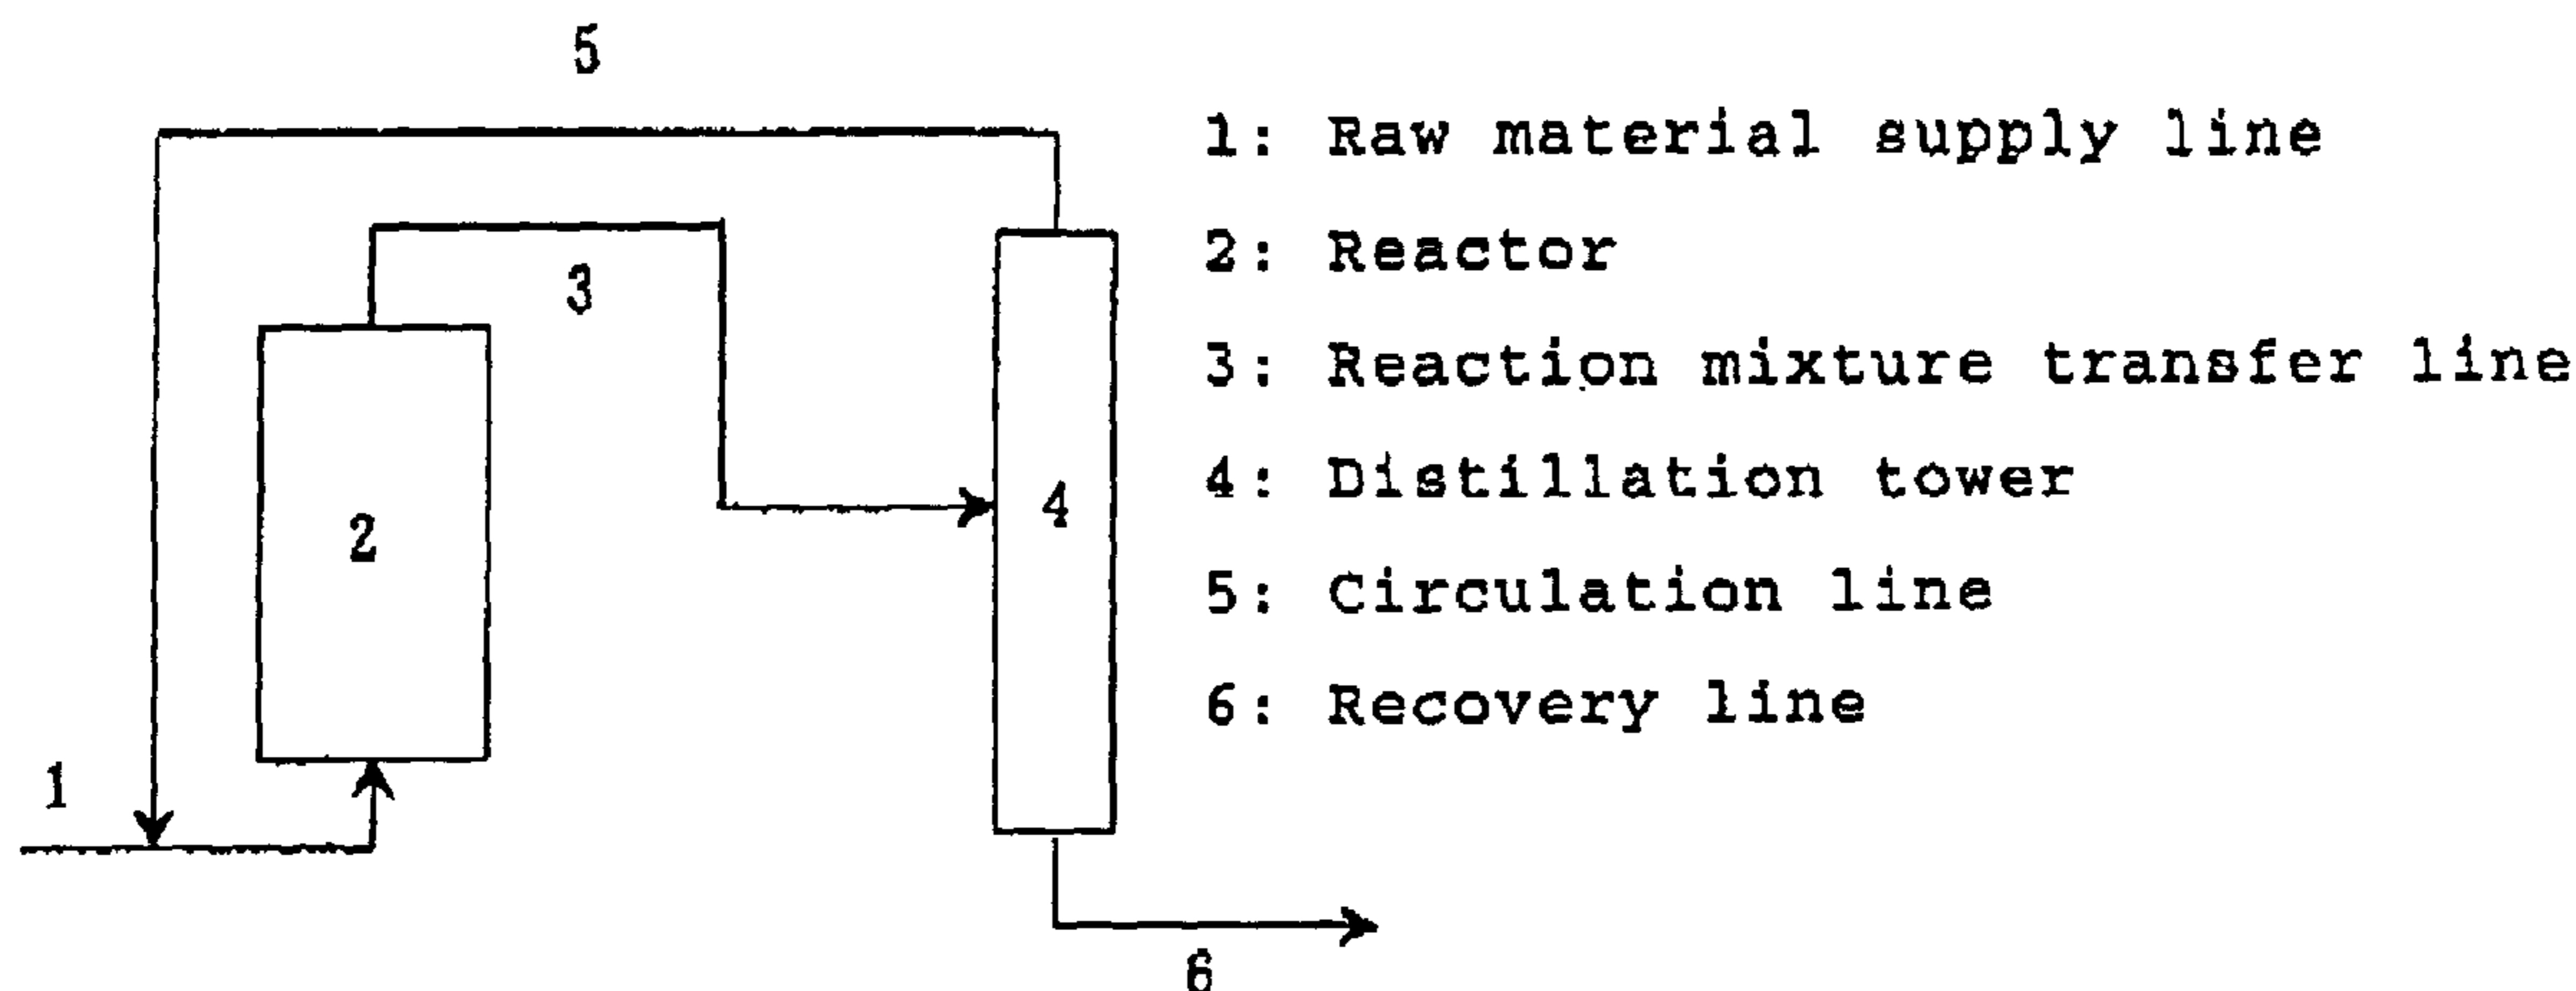 5
1: Raw material supply line
2: Reactor
3
3: Reaction mixture transfer line
4: Distillation tower
4
2
5: Circulation line
6: Recovery line
1
6